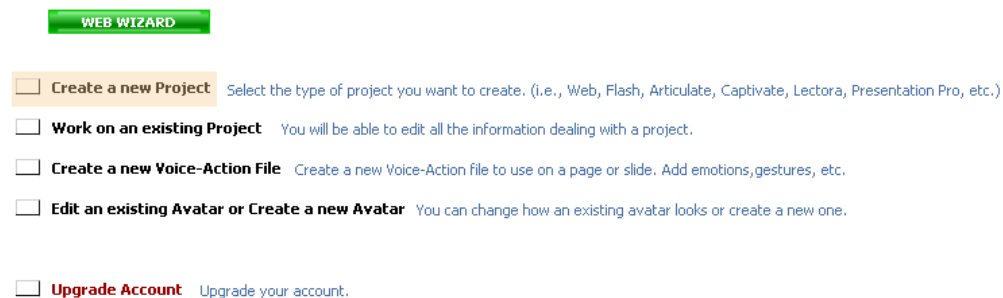 WEB WIZARD
Create a new Project Select the type of project you want to create. (i.e., Web, Flash, Articulate, Captivate, Lectora, Presentation Pro, etc.)
Work on an existing Project You will be able to edit all the information dealing with a project.
Create a new Voice-Action File Create a new Voice-Action file to use on a page or slide. Add emotions,gestures, etc.
Edit an existing Avatar or Create a new Avatar You can change how an existing avatar looks or create a new one.
Upgrade Account Upgrade your account.